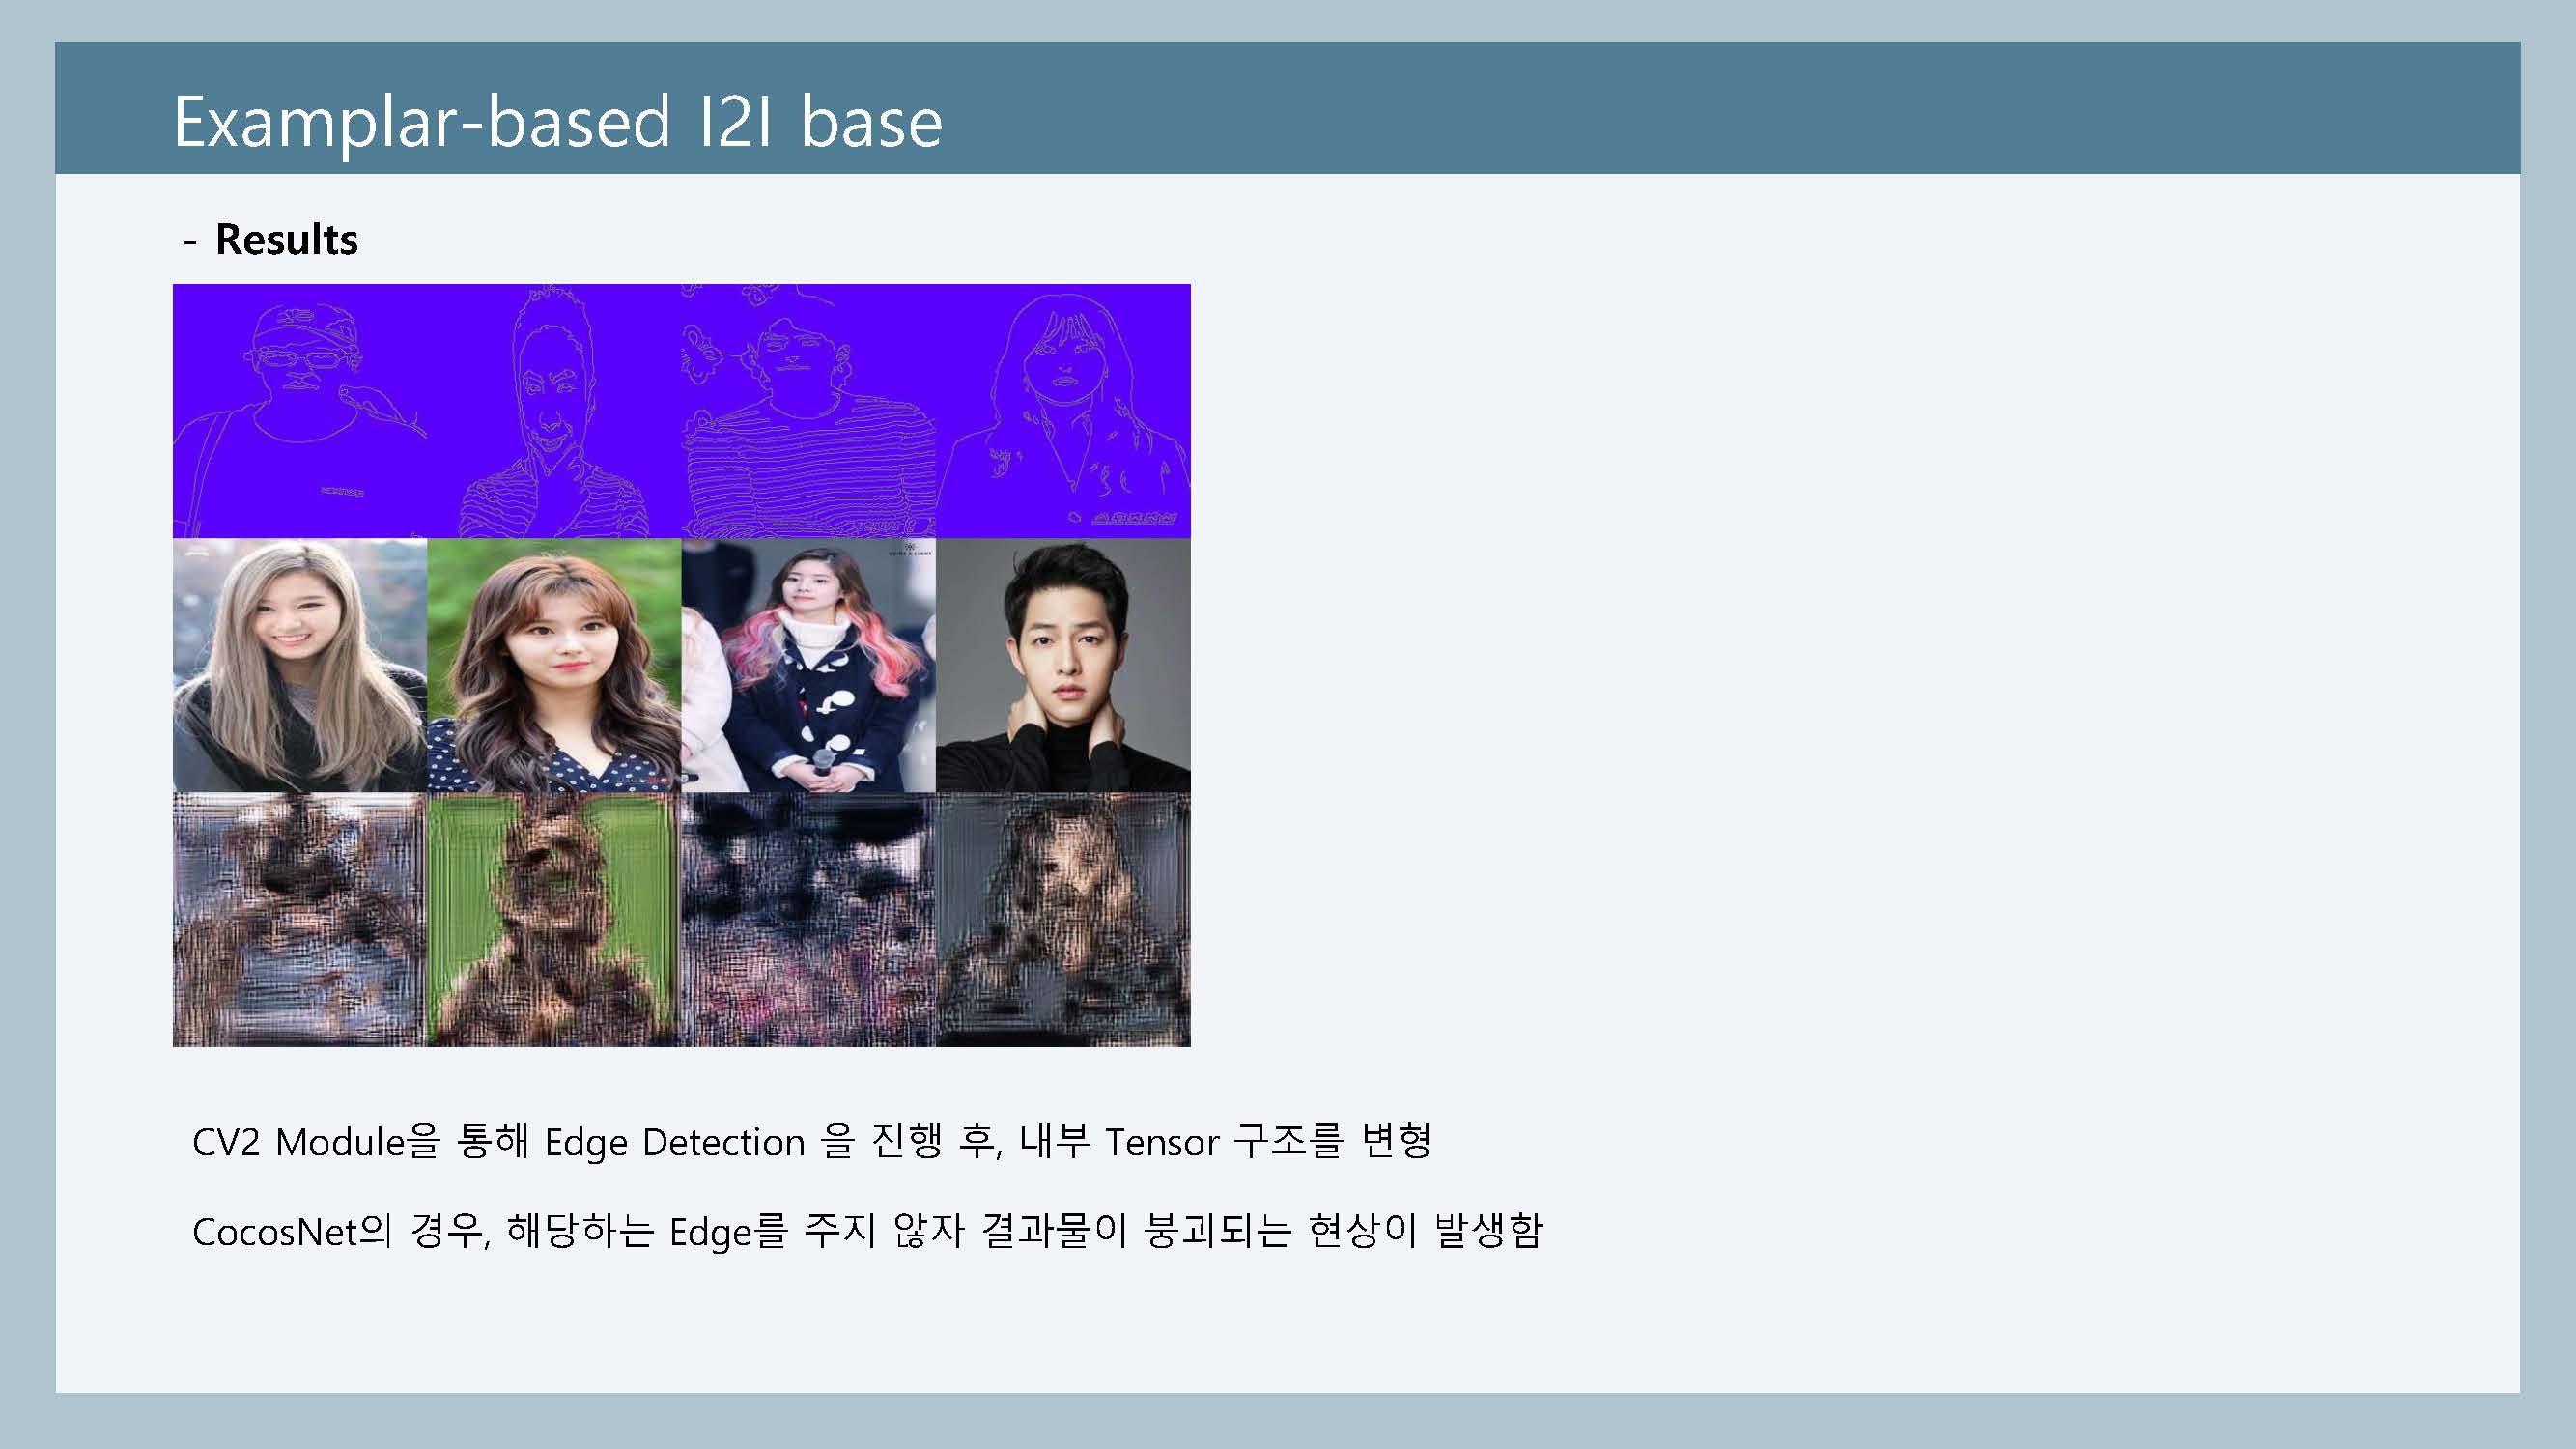 Examplar-based I2I base
- Results
CV2 Module을 통해 Edge Detection 을 진행 후, 내부 Tensor 구조를 변형
CocosNet의 경우, 해당하는 Edge를 주지 않자 결과물이 붕괴되는 현상이 발생함